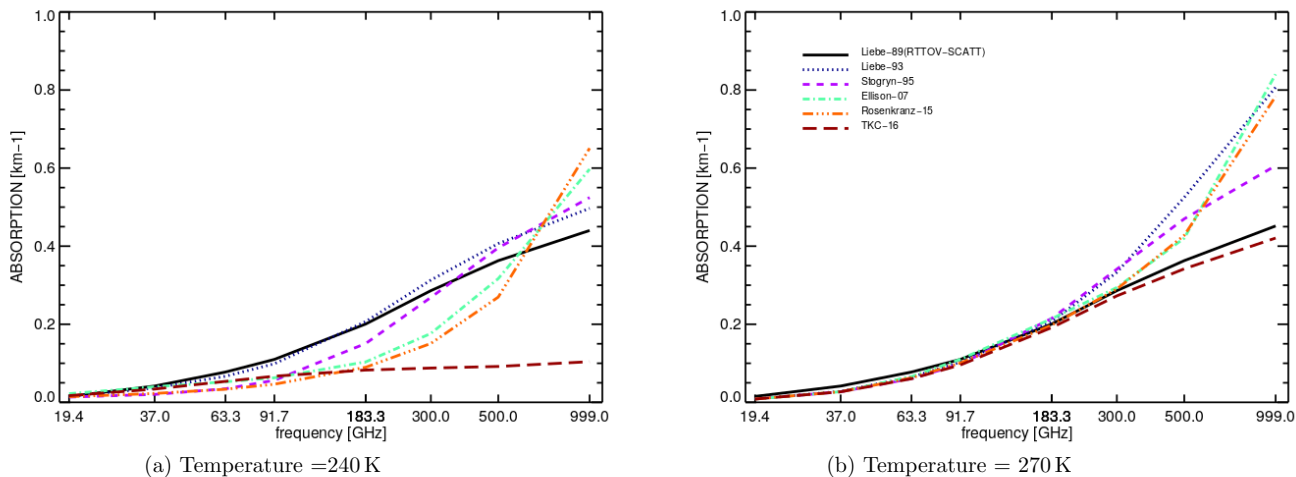 1.0
0.8
0.6
0.4
0.2
0.0
ABSORPTION [km−1]
19.4 37.0 63.3 91.7 183.3 300.0 500.0 999.0
frequency [GHz]
(a) Temperature =240 K
1.0
0.8
0.6
0.4
0.2
0.0
ABSORPTION [km−1]
Liebe−89(RTTOV−SCATT)
Liebe−93
Stogryn−95
Ellison−07
Rosenkranz−15
TKC−16
19.4 37.0 63.3 91.7 183.3 300.0 500.0 999.0
frequency [GHz]
(b) Temperature = 270 K